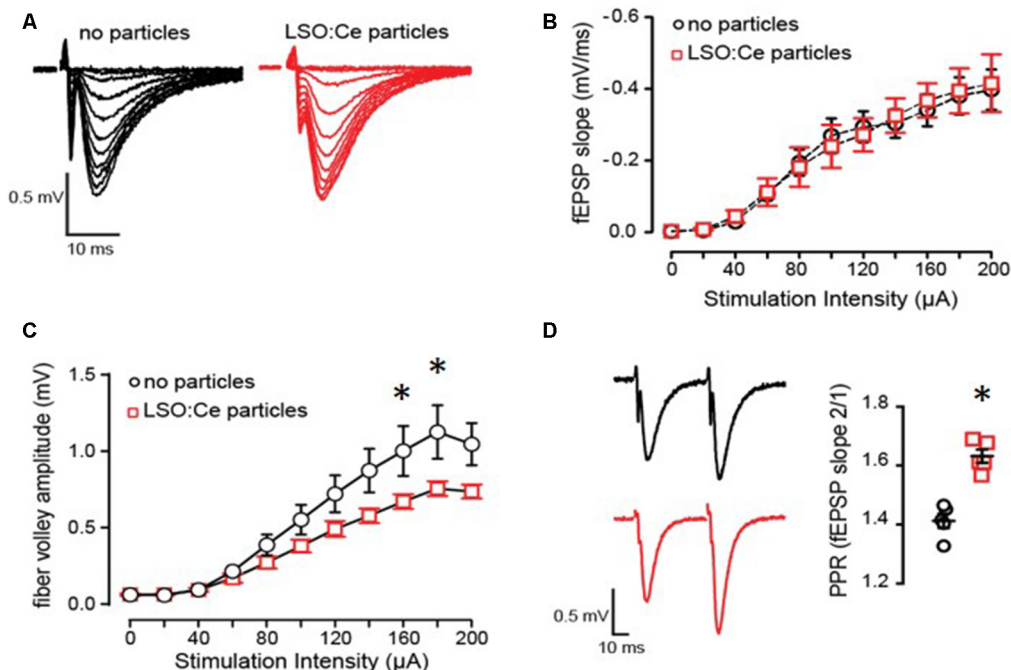 A
no particles
LSO:Ce particles
0.5 mV
10 ms
B
no particles
LSO:Ce particles
fEPSP slope (mV/ms)
-0.6
-0.4
-0.2
0.0
0 40 80 120 160 200
Stimulation Intensity (μA)
C
no particles
LSO:Ce particles
fiber volley amplitude (mV)
1.5
1.0
0.5
0.0
* *
0 40 80 120 160 200
Stimulation Intensity (μA)
D
0.5 mV
10 ms
PPR (fEPSP slope 2/1)
1.8
1.6
1.4
1.2
*